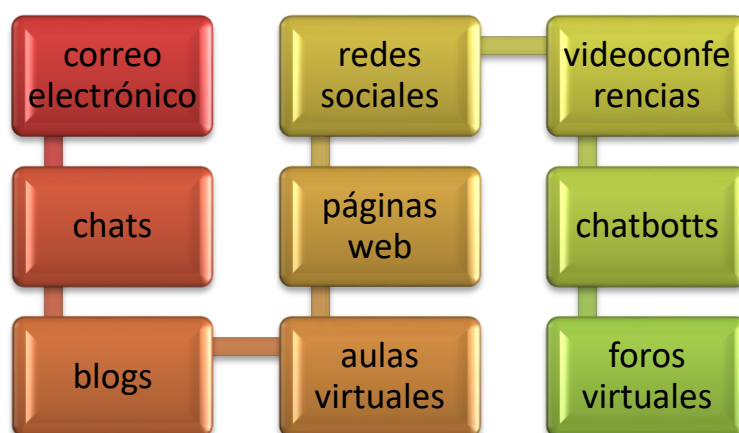 correo
electrónico
chats
blogs
aulas
virtuales
páginas
web
redes
sociales
videoconfe
rencias
chatbotts
foros
virtuales